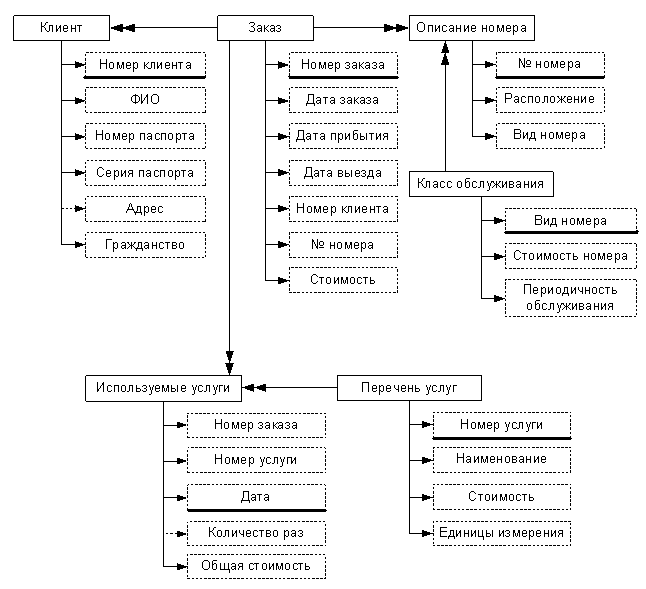 Клиент
Заказ
Описание номера
Номер клиента
ФИО
Номер паспорта
Серия паспорта
Адрес
Гражданство
Номер заказа
Дата заказа
Дата прибытия
Дата выезда
Номер клиента
№ номера
Стоимость
№ номера
Расположение
Вид номера
Класс обслуживания
Вид номера
Стоимость номера
Периодичность
обслуживания
Используемые услуги
Перечень услуг
Номер заказа
Номер услуги
Дата
Количество раз
Общая стоимость
Номер услуги
Наименование
Стоимость
Единицы измерения